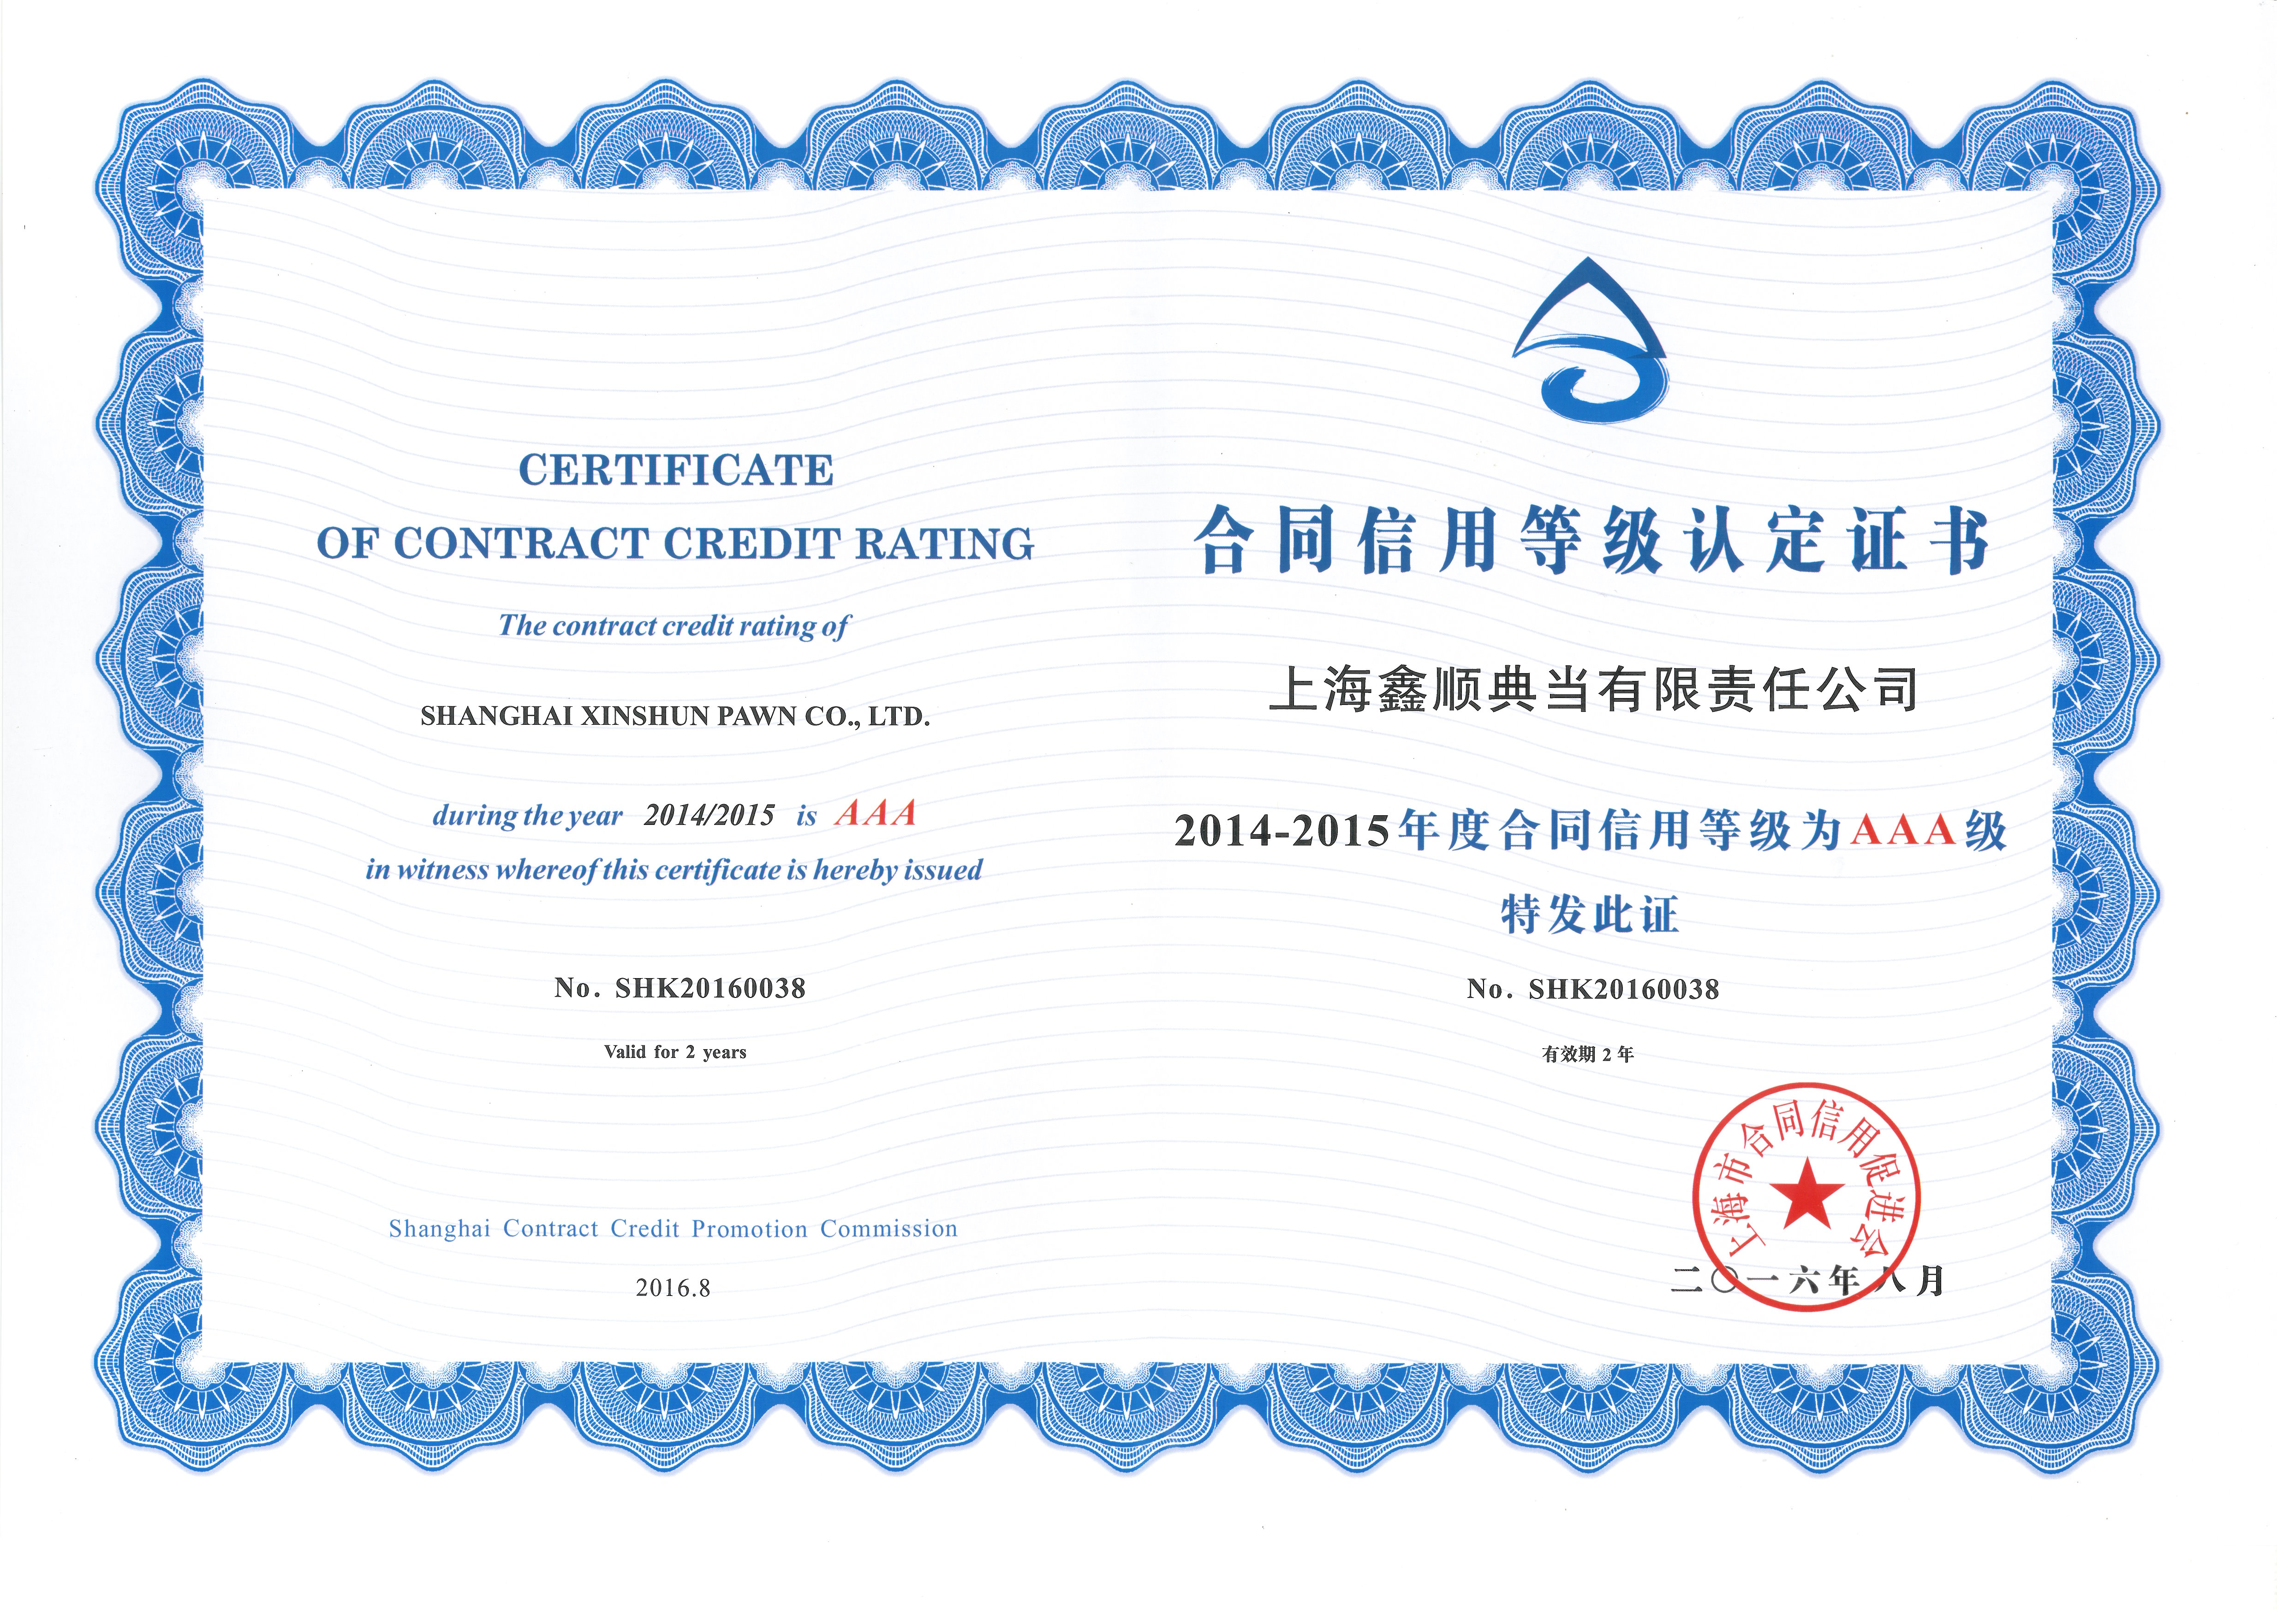 CERTIFICATE
OF CONTRACT CREDIT RATING
The contract credit rating of
SHANGHAI XINSHUN PAWN CO., LTD.
during the year 2014/2015 is AAA
in witness whereof this certificate is hereby issued
No. SHK20160038
Valid for 2 years
Shanghai Contract Credit Promotion Commission
2016.8
合同信用等级认定证书
上海鑫顺典当有限责任公司
2014-2015年度合同信用等级为AAA级
特发此证
No. SHK20160038
有效期 2 年
上海市合同信用促进会
二〇一六年八月